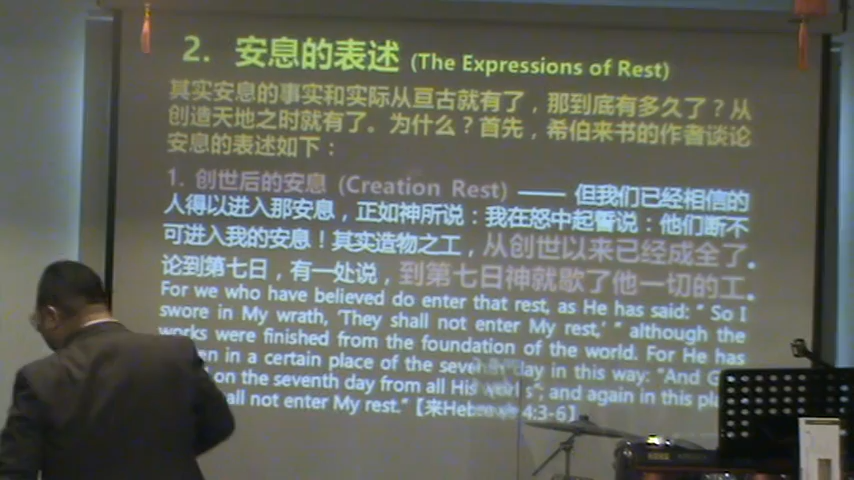 2. 安息的表述 (The Expressions of Rest)
其实安息的事实和实际从亘古就有了，那到底有多久了？从
创造天地之时就有了。为什么？首先，希伯来书的作者谈论
安息的表述如下：
1. 创世后的安息 (Creation Rest) —— 但我们已经相信的
人得以进入那安息，正如神所说：我在怒中起誓说：他们断不
可进入我的安息！其实造物之工，从创世以来已经成全了。
论到第七日，有一处说，到第七日神就歇了他一切的工。
For we who have believed do enter that rest, as He has said: “ So I
swore in My wrath, ‘They shall not enter My rest,’ ” although the
works were finished from the foundation of the world. For He has
in a certain place of the day in this way: “And
on the seventh day from all His and again in this
shall not enter My rest.” 【来Hebrews 4:3-6】
KORG